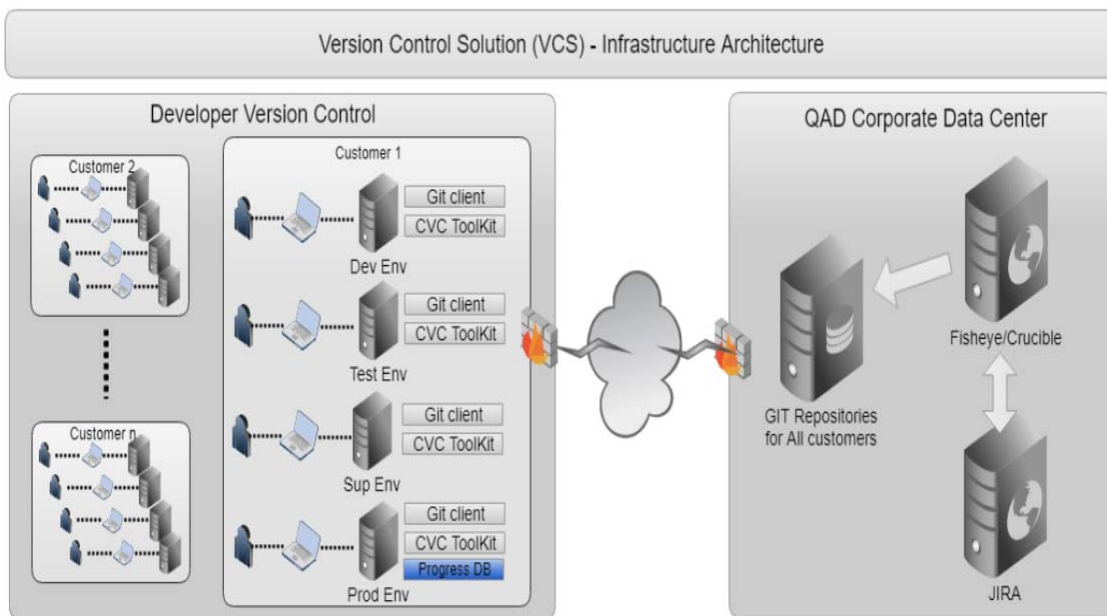 Version Control Solution (VCS) - Infrastructure Architecture
Developer Version Control
Customer 2
Customer n
Customer 1
Git client
CVC ToolKit
Dev Env
Git client
CVC ToolKit
Test Env
Git client
CVC ToolKit
Sup Env
Git client
CVC ToolKit
Progress DB
Prod Env
QAD Corporate Data Center
Fisheye/Crucible
GIT Repositories
for All customers
JIRA